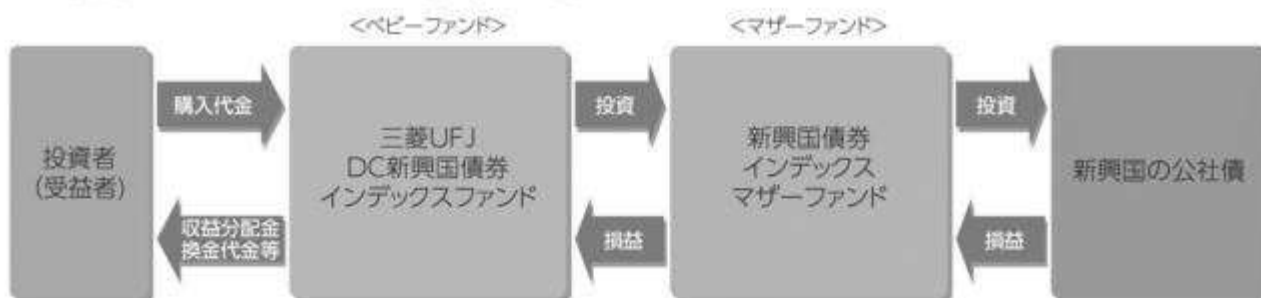 <ベビーファンド>
<マザーファンド>
投資者
(受益者)
購入代金
収益分配金
換金代金等
三菱UFJ
DC新興国債券
インデックスファンド
投資
損益
新興国債券
インデックス
マザーファンド
投資
損益
新興国の公社債